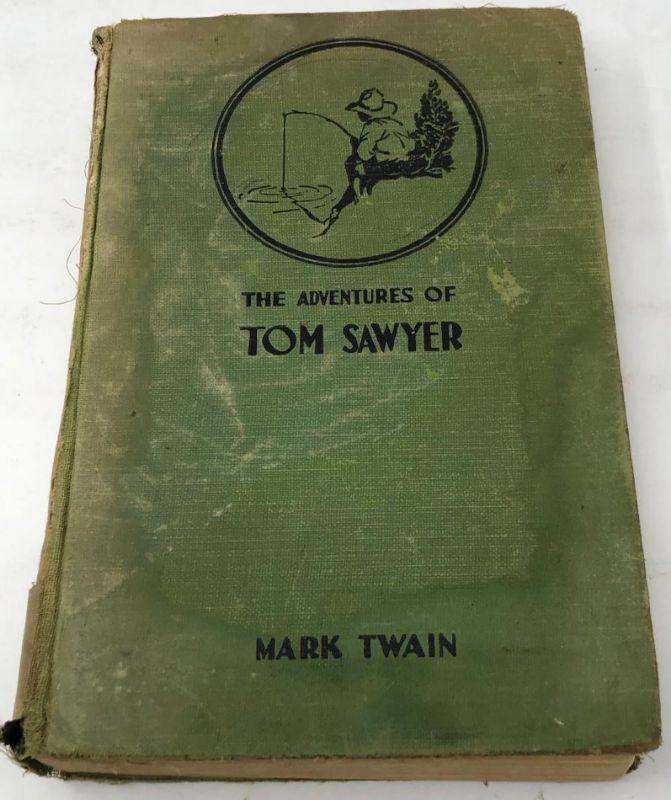 THE ADVENTURES OF
TOM SAWYER
MARK TWAIN